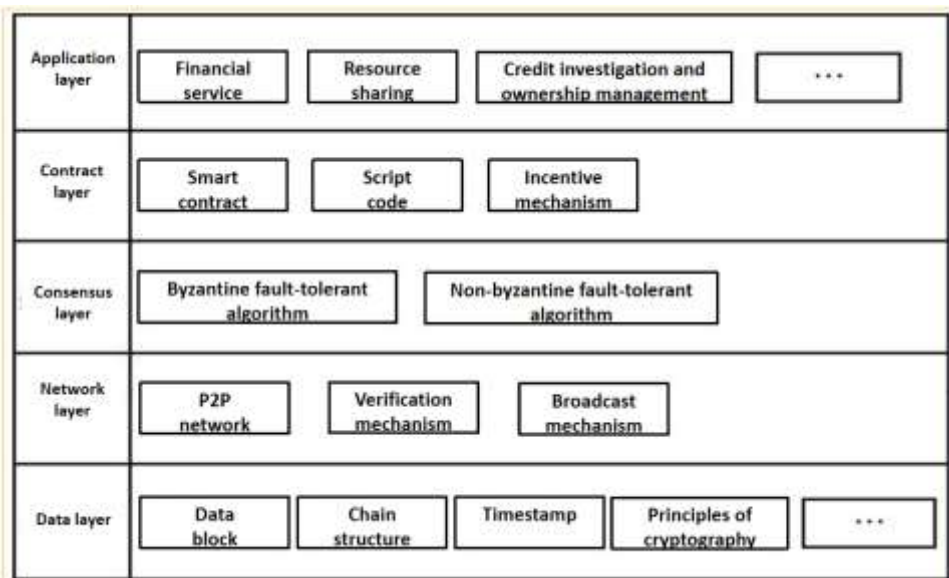 Application
layer
Financial
service
Resource
sharing
Credit investigation and
ownership management
...
Contract
layer
Smart
contract
Script
code
Incentive
mechanism
Consensus
layer
Byzantine fault-tolerant
algorithm
Non-byzantine fault-tolerant
algorithm
Network
layer
P2P
network
Verification
mechanism
Broadcast
mechanism
Data layer
Data
block
Chain
structure
Timestamp
Principles of
cryptography
...